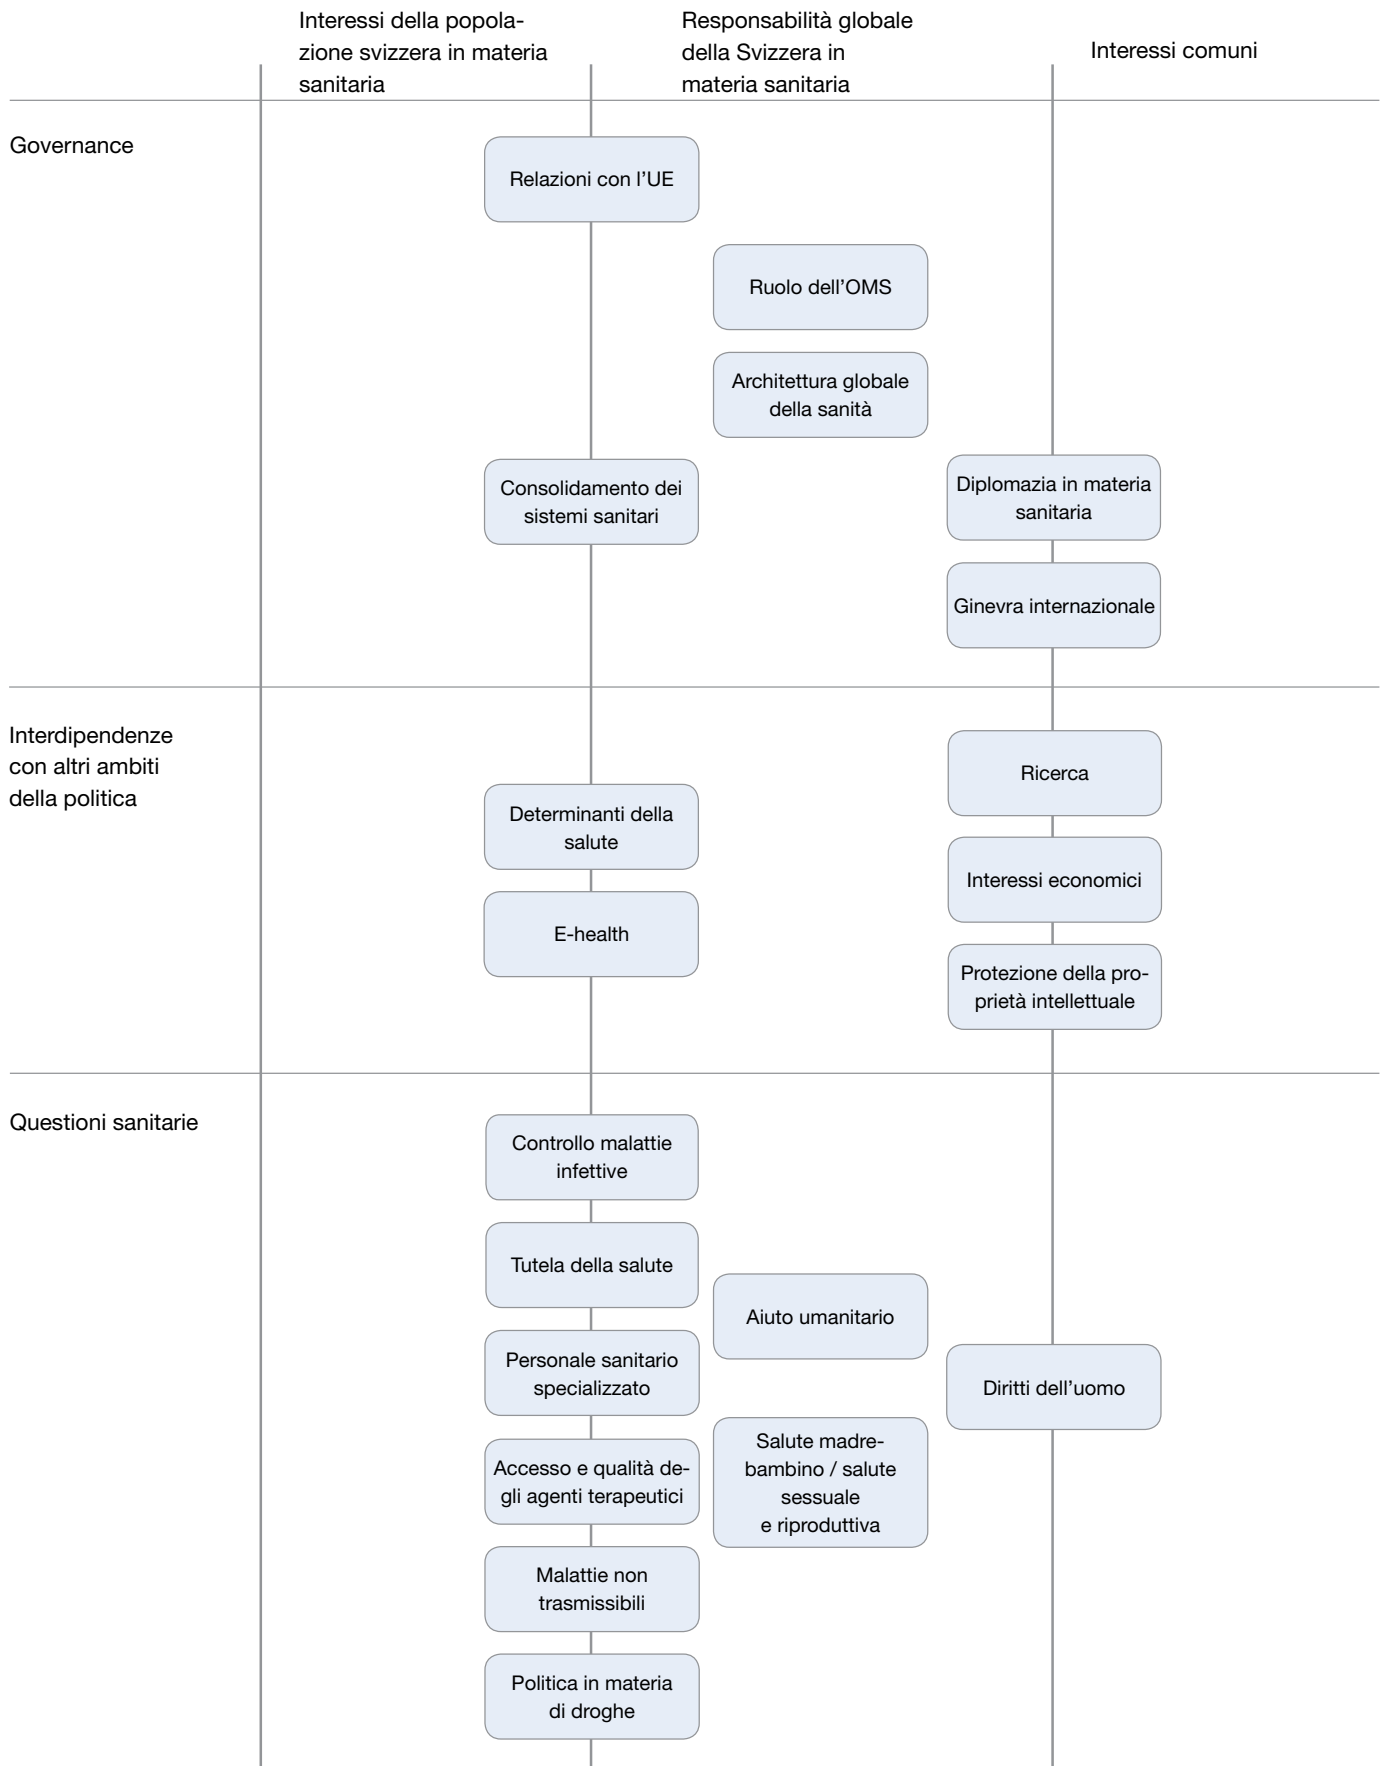 Interessi della popola-
zione svizzera in materia
sanitaria
Responsabilità globale
della Svizzera in
materia sanitaria
Interessi comuni
Governance
Relazioni con l’UE
Ruolo dell’OMS
Architettura globale
della sanità
Consolidamento dei
sistemi sanitari
Diplomazia in materia
sanitaria
Ginevra internazionale
Interdipendenze
con altri ambiti
della politica
Ricerca
Determinanti della
salute
Interessi economici
E-health
Protezione della pro-
prietà intellettuale
Questioni sanitarie
Controllo malattie
infettive
Tutela della salute
Aiuto umanitario
Personale sanitario
specializzato
Diritti dell’uomo
Accesso e qualità de-
gli agenti terapeutici
Salute madre-
bambino / salute
sessuale
e riproduttiva
Malattie non
trasmissibili
Politica in materia
di droghe